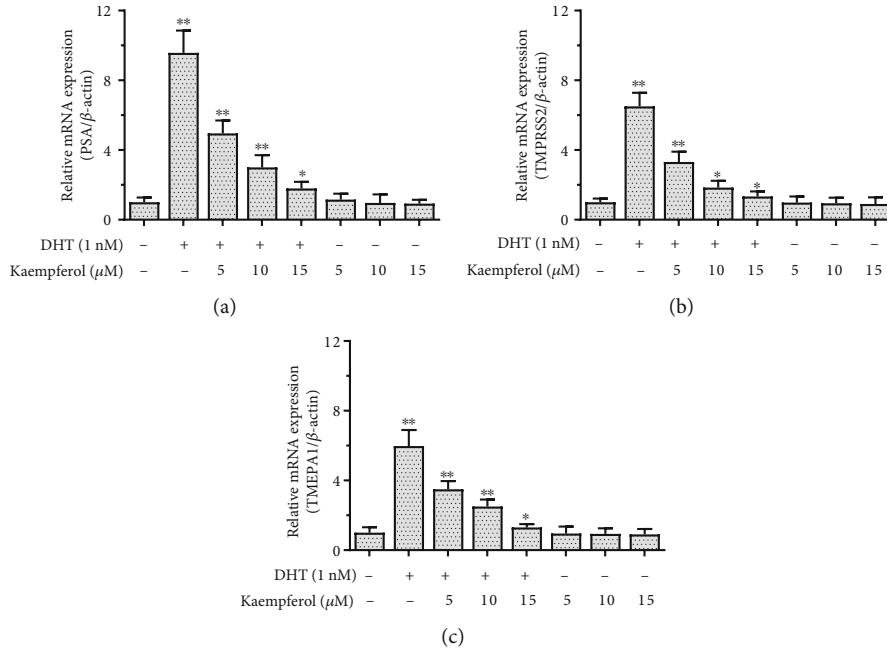 Relative mRNA expression
(PSA/β-actin)
12
8
4
0
**
**
**
*
DHT (1 nM) – + + + + – – –
Kaempferol (μM) – – 5 10 15 5 10 15
(a)
Relative mRNA expression
(TMPRSS2/β-actin)
12
8
4
0
**
**
*
*
DHT (1 nM) – + + + + – – –
Kaempferol (μM) – – 5 10 15 5 10 15
(b)
Relative mRNA expression
(TMEPA1/β-actin)
12
8
4
0
**
**
**
*
DHT (1 nM) – + + + + – – –
Kaempferol (μM) – – 5 10 15 5 10 15
(c)